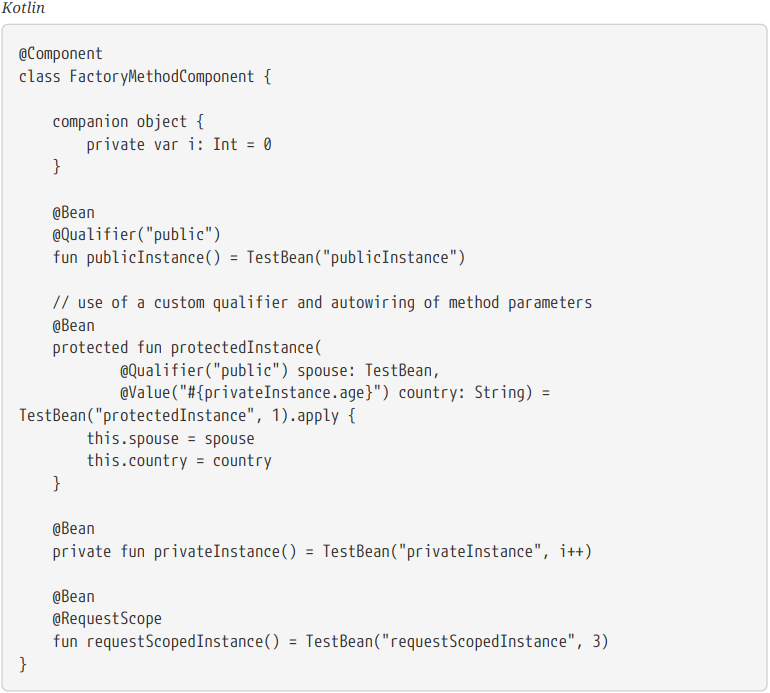 Kotlin
@Component
class FactoryMethodComponent {
    companion object {
        private var i: Int = 0
    }
    @Bean
    @Qualifier("public")
    fun publicInstance() = TestBean("publicInstance")
    // use of a custom qualifier and autowiring of method parameters
    @Bean
    protected fun protectedInstance(
            @Qualifier("public") spouse: TestBean,
            @Value("#{privateInstance.age}") country: String) =
TestBean("protectedInstance", 1).apply {
        this.spouse = spouse
        this.country = country
    }
    @Bean
    private fun privateInstance() = TestBean("privateInstance", i++)
    @Bean
    @RequestScope
    fun requestScopedInstance() = TestBean("requestScopedInstance", 3)
}